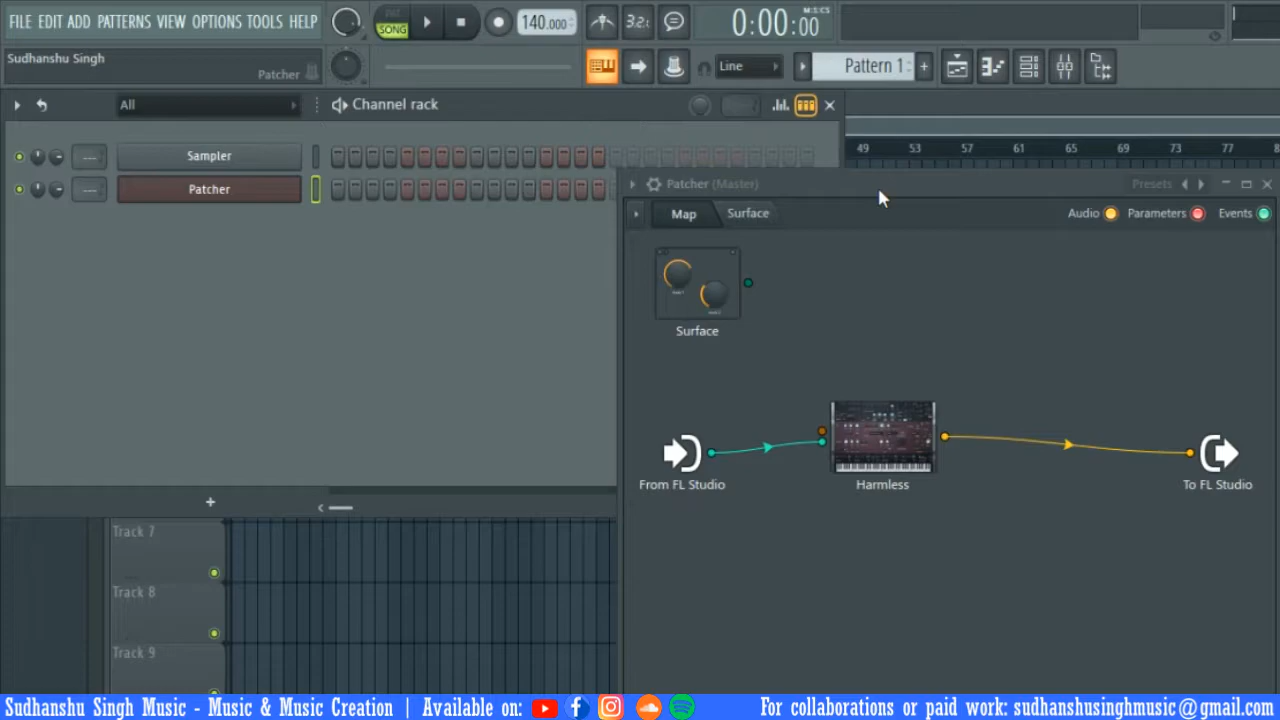 FILE EDIT ADD PATTERNS VIEW OPTIONS TOOLS HELP
PAT
SONG
140.000
3.2.
0:00:00
M:S:CS
Sudhanshu Singh
Patcher
Line
Pattern 1
All
Channel rack
49 53 57 61 65 69 73 77
Sampler
Patcher
Patcher (Master)
Presets
Map
Surface
Audio
Parameters
Events
Surface
From FL Studio
Harmless
To FL Studio
Track 7
Track 8
Track 9
Sudhanshu Singh Music - Music & Music Creation | Available on:
For collaborations or paid work: sudhanshusinghmusic@gmail.com